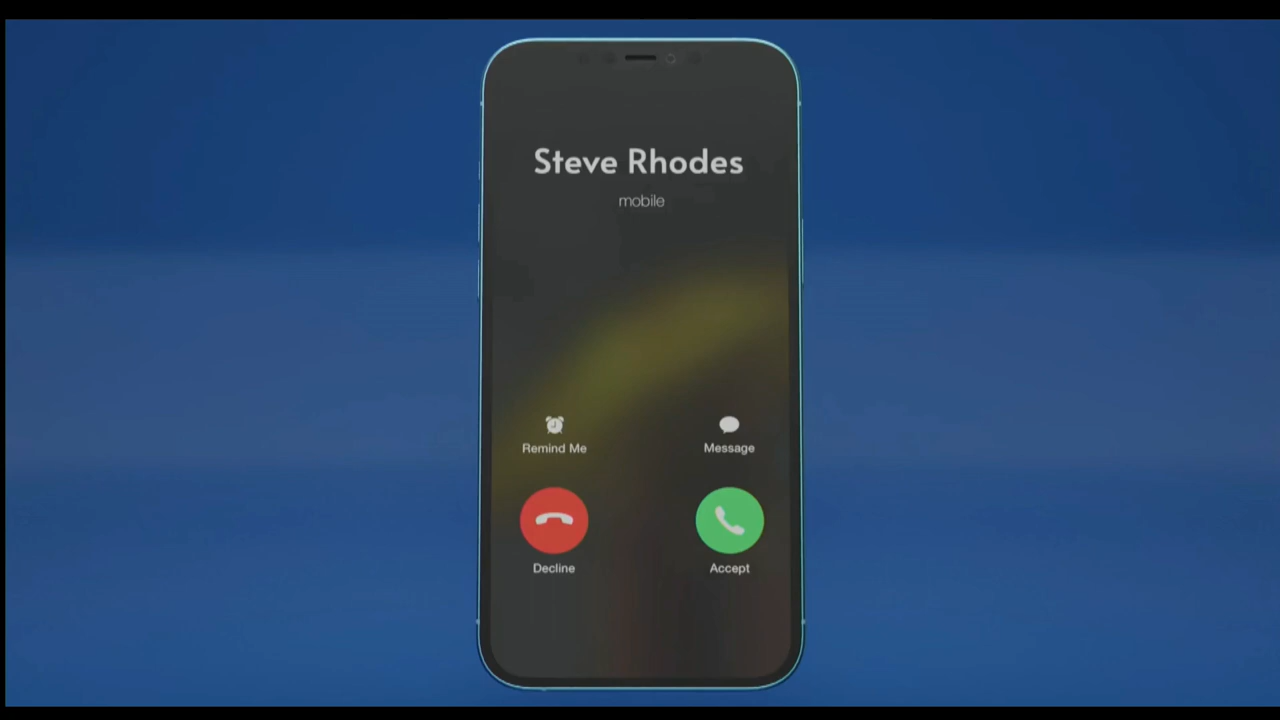 Steve Rhodes
mobile
Remind Me
Message
Decline
Accept